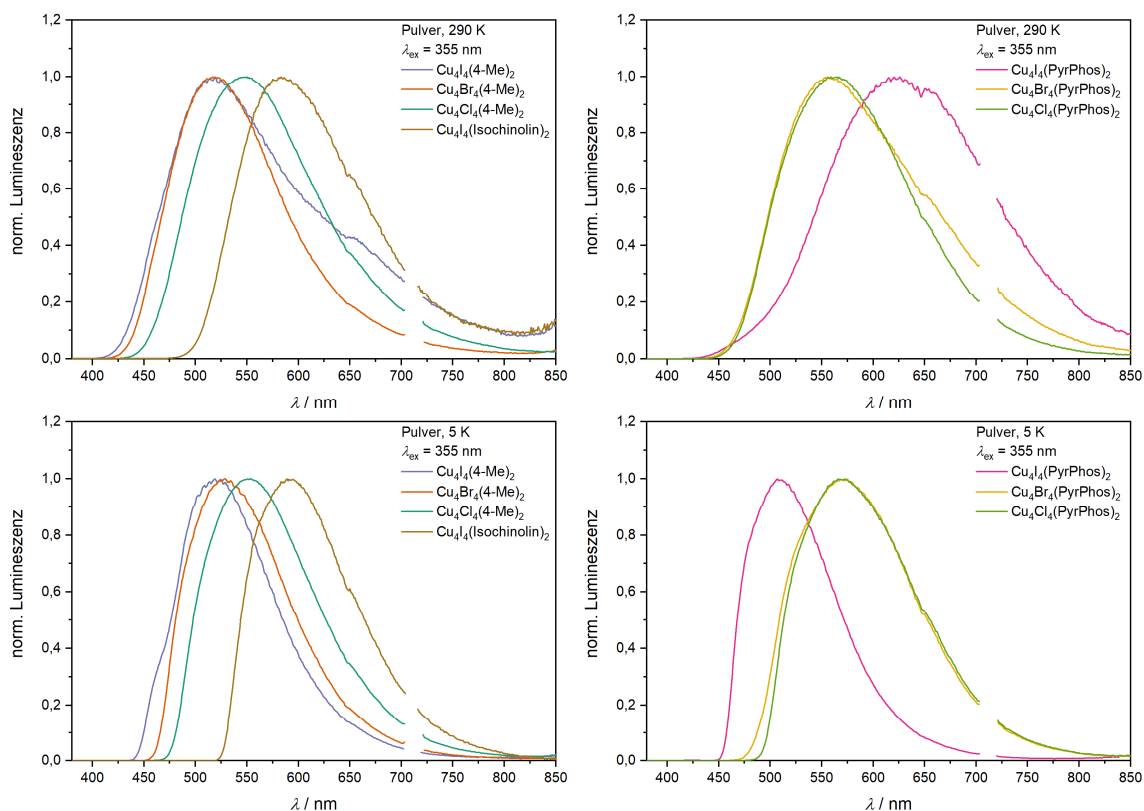 1,2
1,0
0,8
0,6
0,4
0,2
0,0
norm. Lumineszenz
400 450 500 550 600 650 700 750 800 850
λ / nm
Pulver, 290 K
λex = 355 nm
Cu4I4(4-Me)2
Cu4Br4(4-Me)2
Cu4Cl4(4-Me)2
Cu4I4(Isochinolin)2
1,2
1,0
0,8
0,6
0,4
0,2
0,0
norm. Lumineszenz
400 450 500 550 600 650 700 750 800 850
λ / nm
Pulver, 290 K
λex = 355 nm
Cu4I4(PyrPhos)2
Cu4Br4(PyrPhos)2
Cu4Cl4(PyrPhos)2
1,2
1,0
0,8
0,6
0,4
0,2
0,0
norm. Lumineszenz
400 450 500 550 600 650 700 750 800 850
λ / nm
Pulver, 5 K
λex = 355 nm
Cu4I4(4-Me)2
Cu4Br4(4-Me)2
Cu4Cl4(4-Me)2
Cu4I4(Isochinolin)2
1,2
1,0
0,8
0,6
0,4
0,2
0,0
norm. Lumineszenz
400 450 500 550 600 650 700 750 800 850
λ / nm
Pulver, 5 K
λex = 355 nm
Cu4I4(PyrPhos)2
Cu4Br4(PyrPhos)2
Cu4Cl4(PyrPhos)2